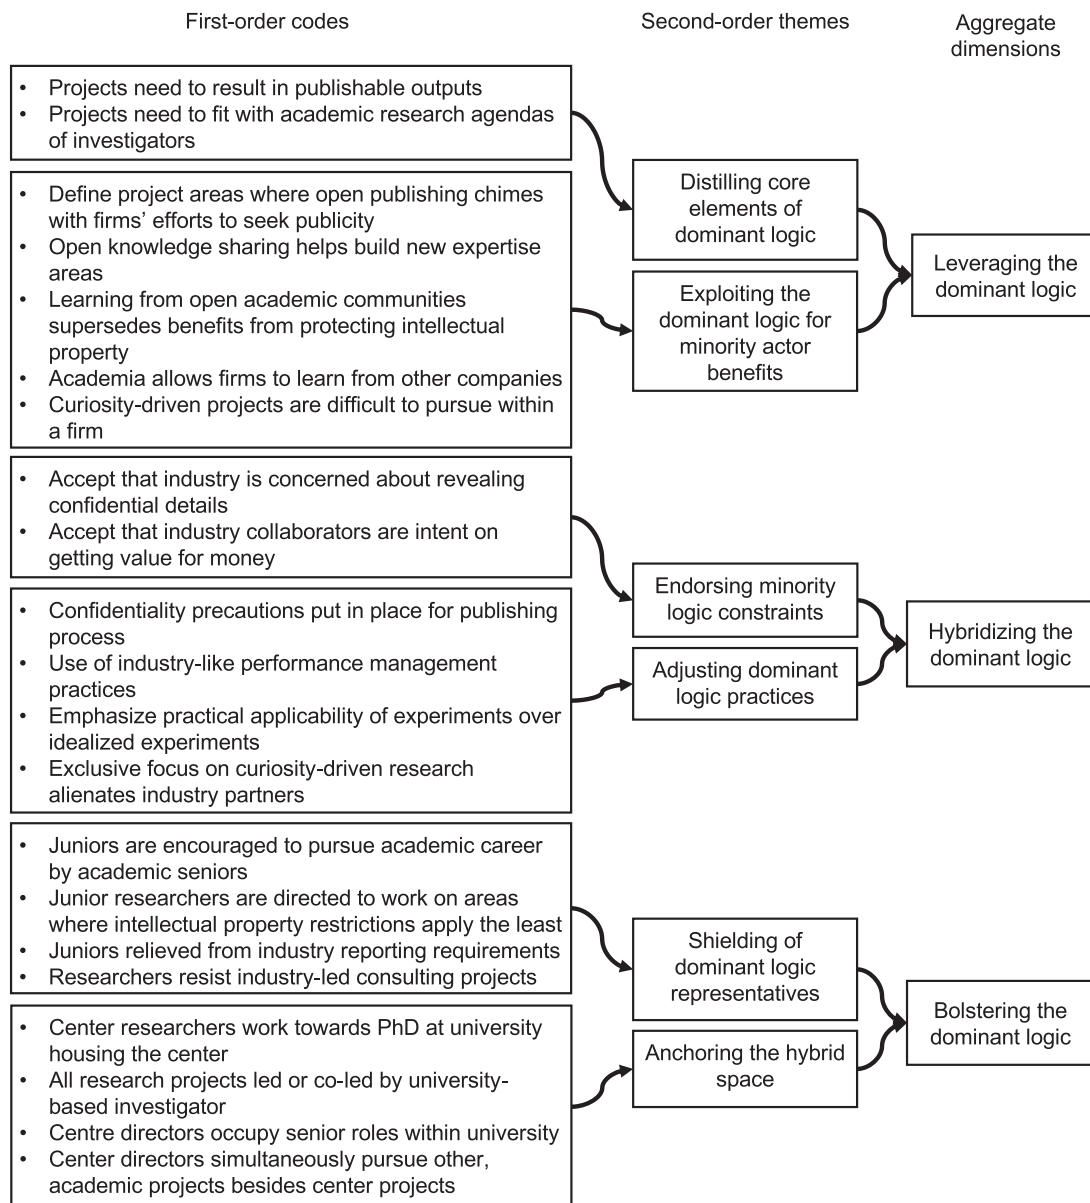 First-order codes
Second-order themes
Aggregate
dimensions
• Projects need to result in publishable outputs
• Projects need to fit with academic research agendas
of investigators
• Define project areas where open publishing chimes
with firms’ efforts to seek publicity
• Open knowledge sharing helps build new expertise
areas
• Learning from open academic communities
supersedes benefits from protecting intellectual
property
• Academia allows firms to learn from other companies
• Curiosity-driven projects are difficult to pursue within
a firm
Distilling core
elements of
dominant logic
Exploiting the
dominant logic for
minority actor
benefits
Leveraging the
dominant logic
• Accept that industry is concerned about revealing
confidential details
• Accept that industry collaborators are intent on
getting value for money
• Confidentiality precautions put in place for publishing
process
• Use of industry-like performance management
practices
• Emphasize practical applicability of experiments over
idealized experiments
• Exclusive focus on curiosity-driven research
alienates industry partners
Endorsing minority
logic constraints
Adjusting dominant
logic practices
Hybridizing the
dominant logic
• Juniors are encouraged to pursue academic career
by academic seniors
• Junior researchers are directed to work on areas
where intellectual property restrictions apply the least
• Juniors relieved from industry reporting requirements
• Researchers resist industry-led consulting projects
• Center researchers work towards PhD at university
housing the center
• All research projects led or co-led by university-
based investigator
• Centre directors occupy senior roles within university
• Center directors simultaneously pursue other,
academic projects besides center projects
Shielding of
dominant logic
representatives
Anchoring the hybrid
space
Bolstering the
dominant logic